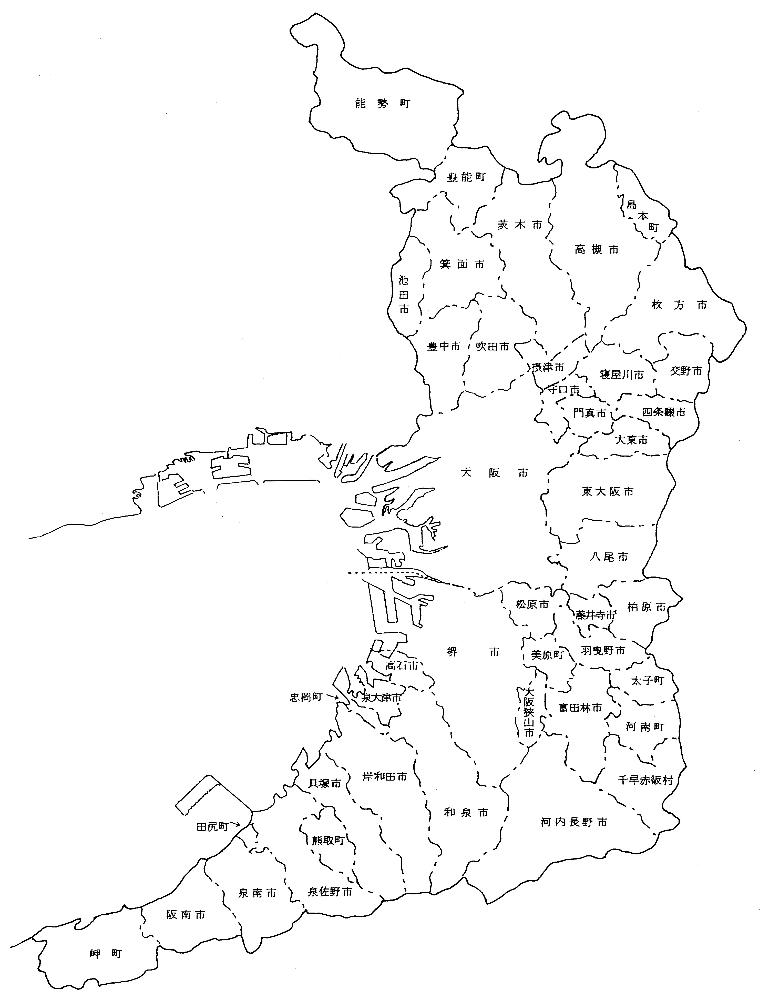 能勢町
豊能町
島本町
茨木市
高槻市
箕面市
池田市
枚方市
豊中市
吹田市
摂津市
寝屋川市
交野市
守口市
門真市
四条畷市
大東市
大阪市
東大阪市
八尾市
松原市
柏原市
藤井寺市
堺市
美原町
羽曳野市
高石市
太子町
忠岡町
泉大津市
大阪狭山市
富田林市
河南町
岸和田市
貝塚市
千早赤阪村
和泉市
河内長野市
田尻町
熊取町
泉南市
泉佐野市
阪南市
岬町